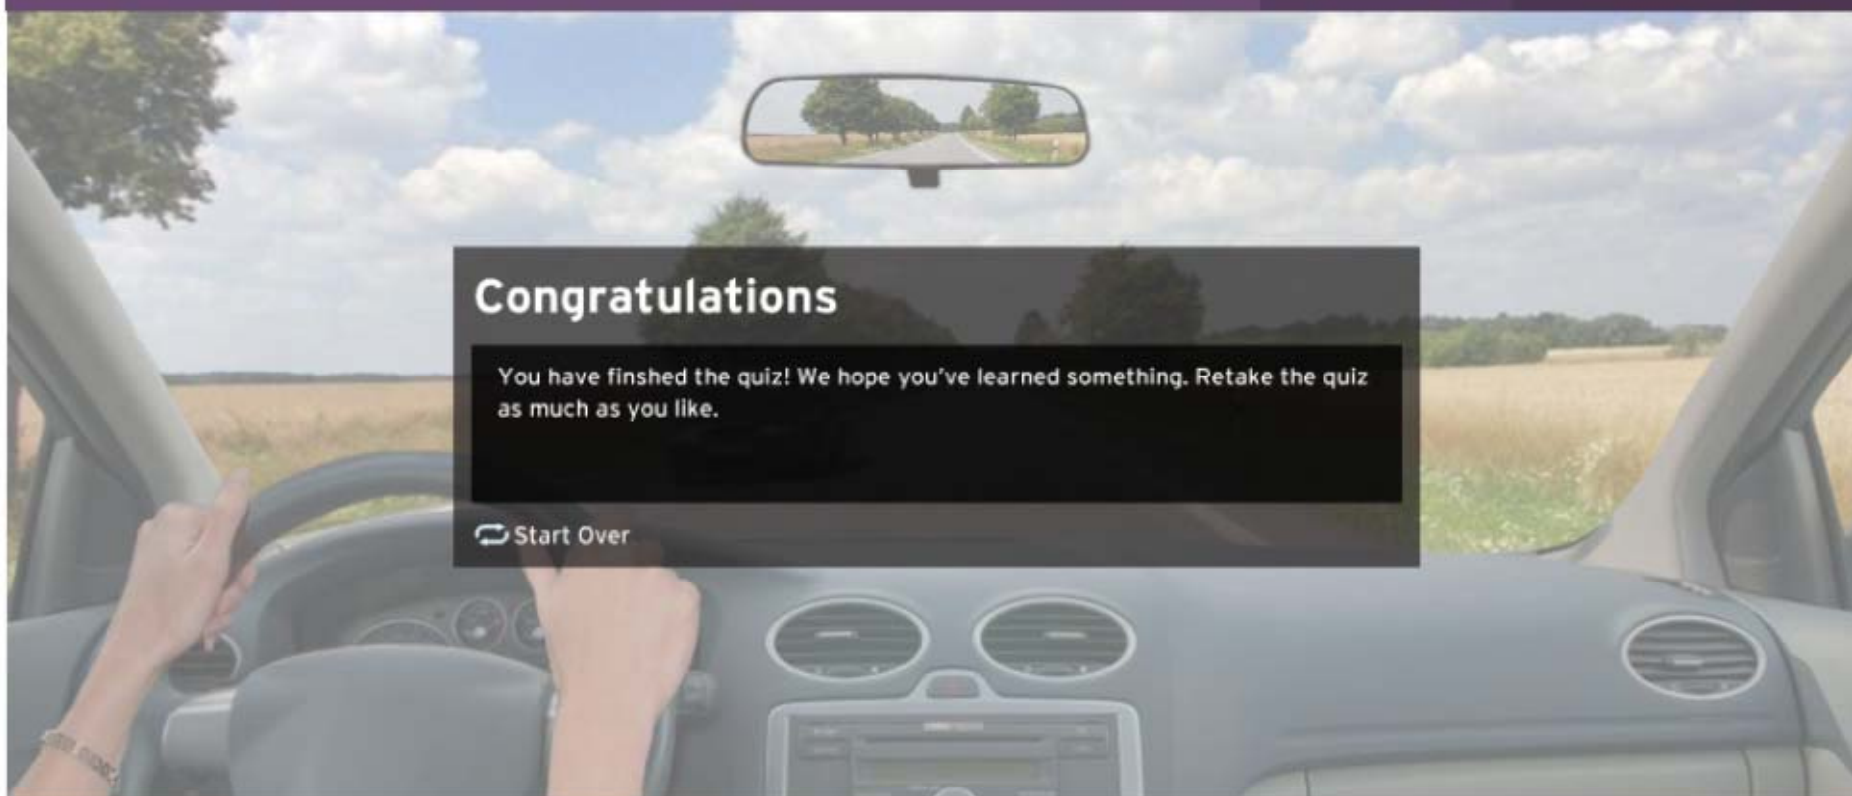 Congratulations
You have finshed the quiz! We hope you've learned something. Retake the quiz
as much as you like.
Start Over